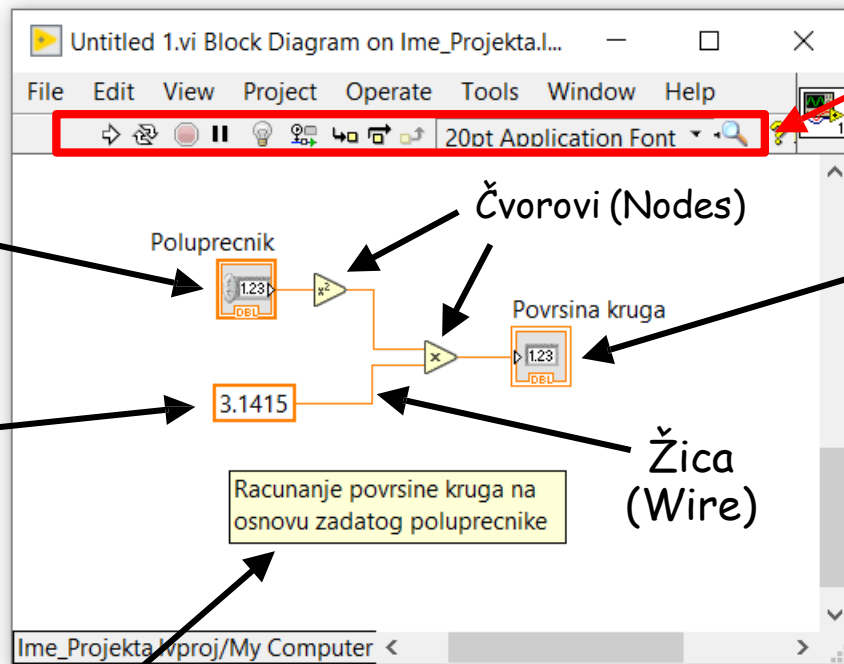 Untitled 1.vi Block Diagram on Ime_Projekta.l...
File Edit View Project Operate Tools Window Help
20pt Application Font
Čvorovi (Nodes)
Poluprecnik
1.23
DBL
x²
Povrsina kruga
x
1.23
DBL
3.1415
Žica
(Wire)
Racunanje povrsine kruga na
osnovu zadatog poluprecnike
Ime_Projekta.lvproj/My Computer